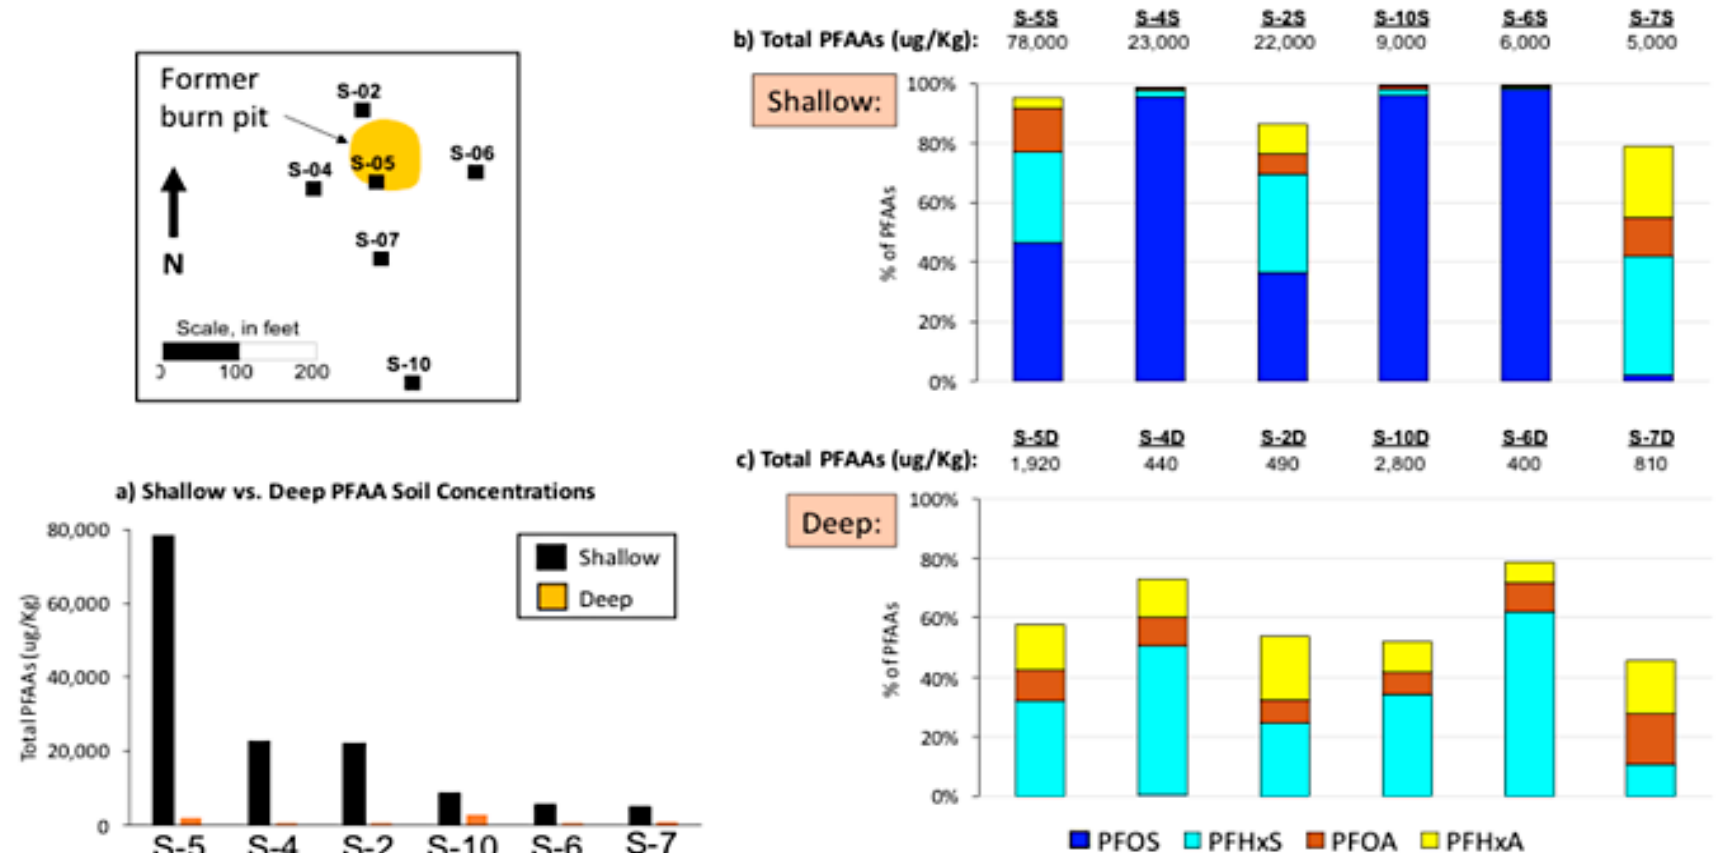 Former
burn pit
S-02
S-04
S-05
S-06
S-07
N
Scale, in feet
0 100 200
S-10
a) Shallow vs. Deep PFAA Soil Concentrations
Total PFAAs (ug/Kg)
80,000
60,000
40,000
20,000
0
Shallow
Deep
S-5 S-4 S-2 S-10 S-6 S-7
S-5S S-4S S-2S S-10S S-6S S-7S
b) Total PFAAs (ug/Kg): 78,000 23,000 22,000 9,000 6,000 5,000
Shallow:
% of PFAAs
100%
80%
60%
40%
20%
0%
S-5D S-4D S-2D S-10D S-6D S-7D
c) Total PFAAs (ug/Kg): 1,920 440 490 2,800 400 810
Deep:
% of PFAAs
100%
80%
60%
40%
20%
0%
PFOS PFHxS PFOA PFHxA